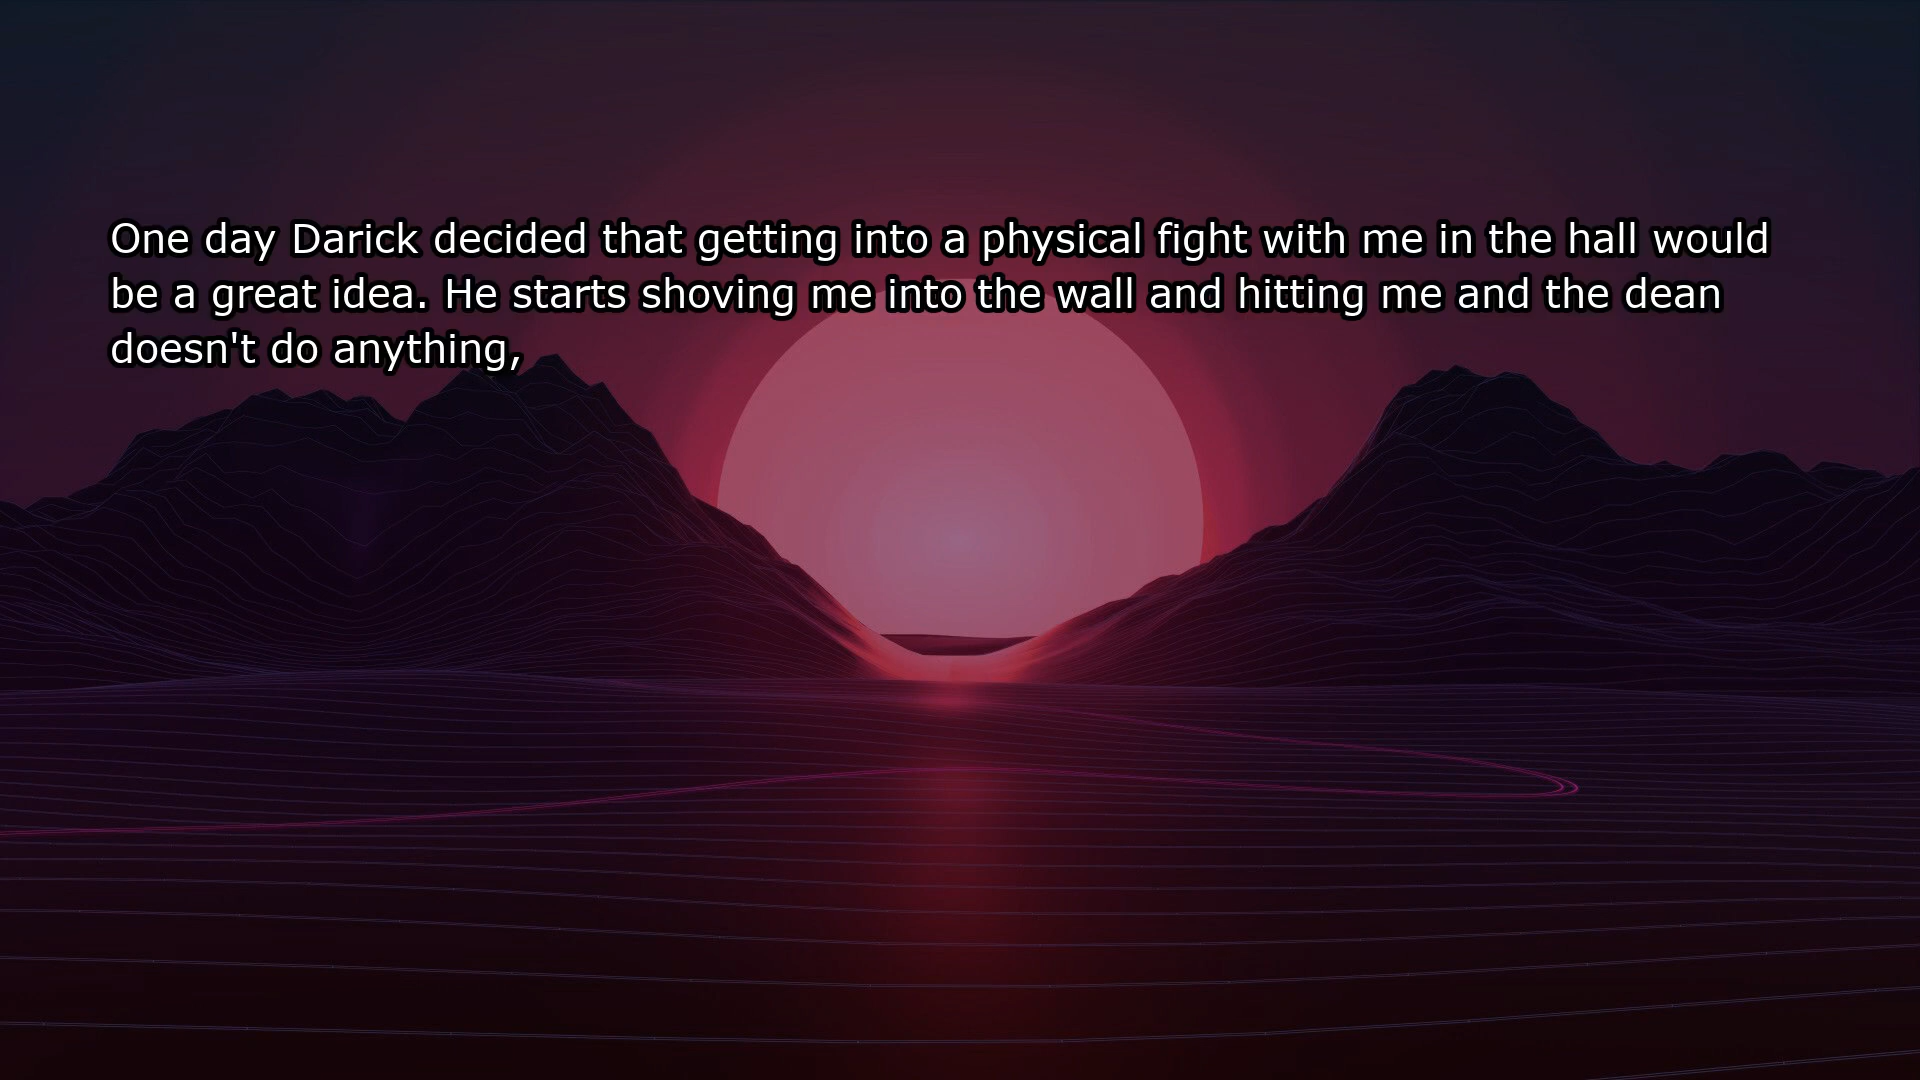 One day Darick decided that getting into a physical fight with me in the hall would
be a great idea. He starts shoving me into the wall and hitting me and the dean
doesn't do anything,